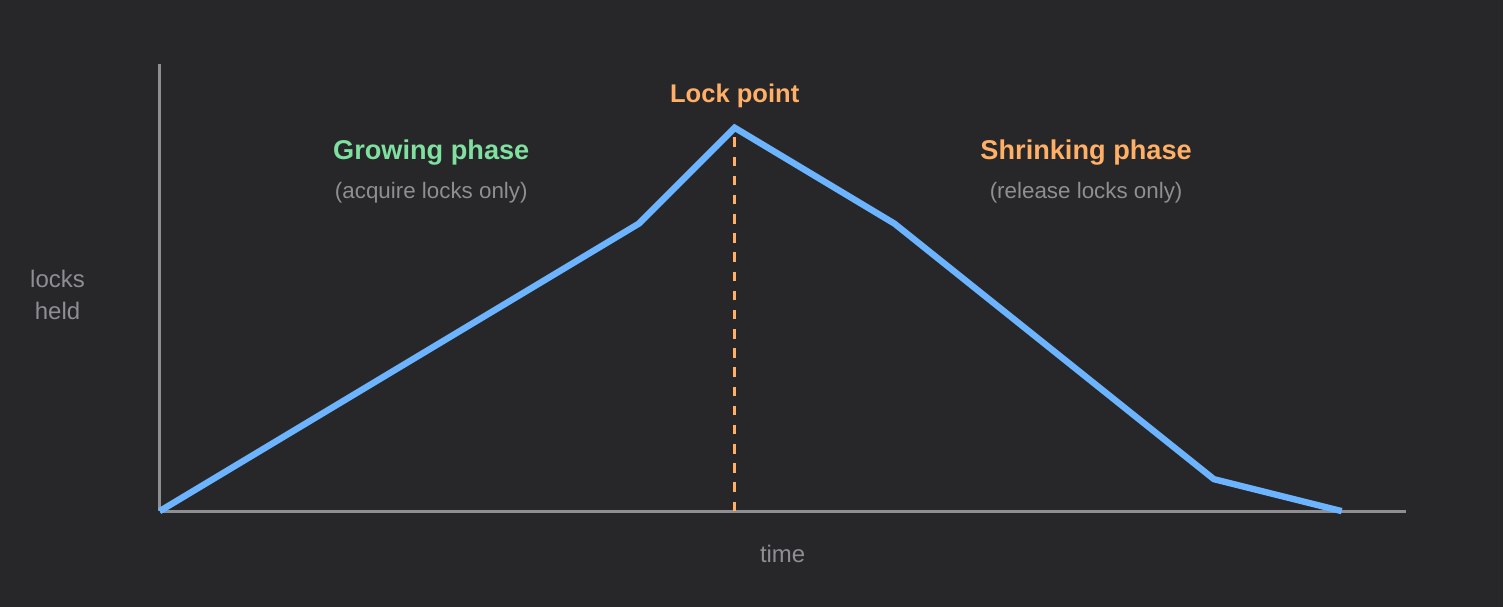 Lock point
Growing phase
(acquire locks only)
Shrinking phase
(release locks only)
locks
held
time